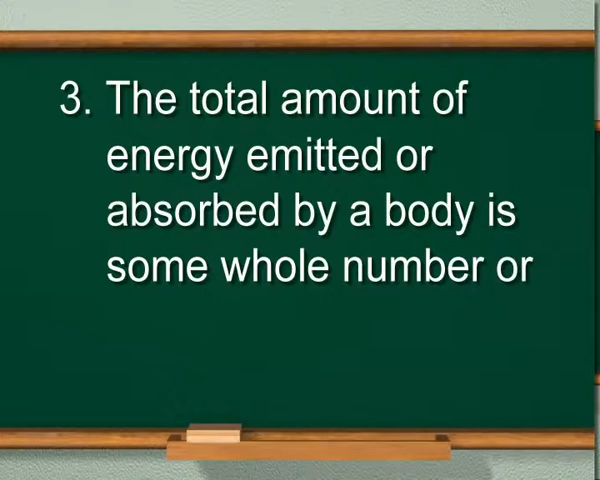 3. The total amount of
energy emitted or
absorbed by a body is
some whole number or